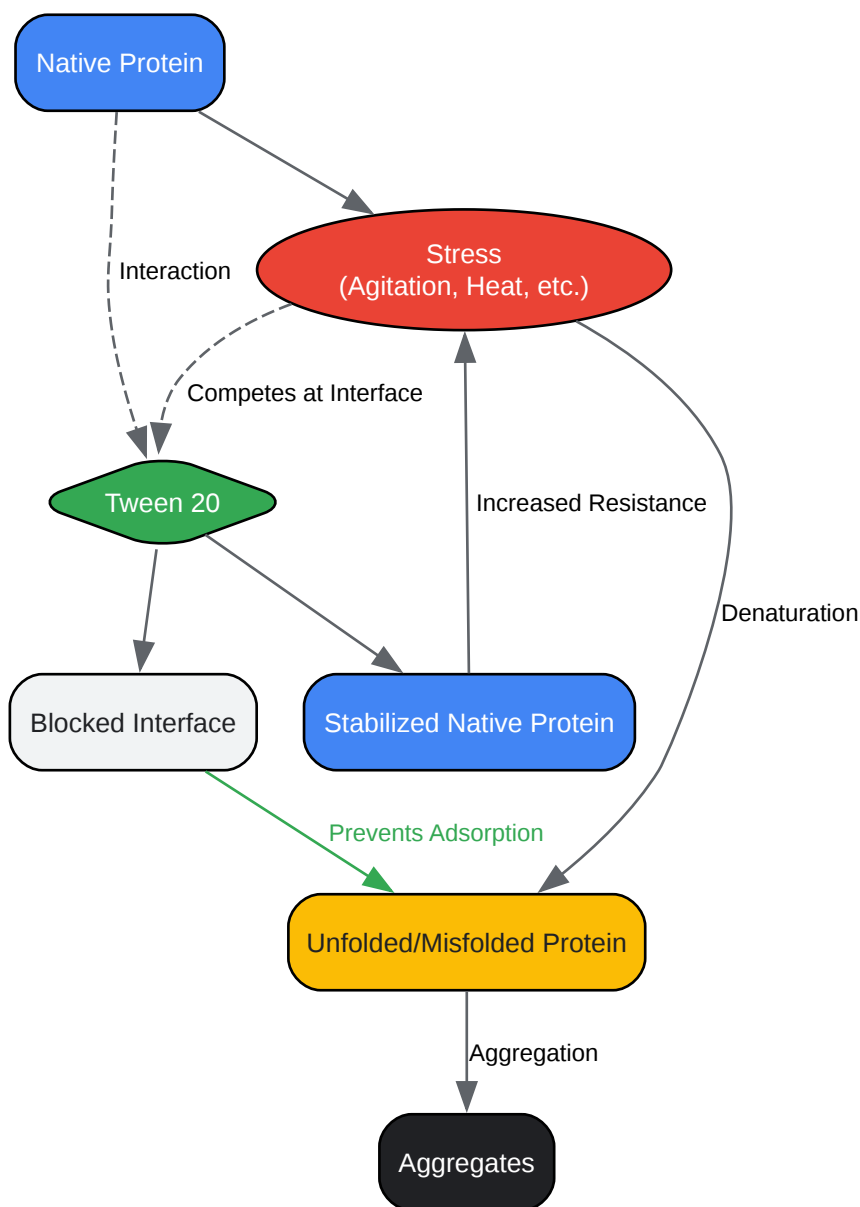 Native Protein
Stress
(Agitation, Heat, etc.)
Interaction
Competes at Interface
Tween 20
Increased Resistance
Denaturation
Blocked Interface
Stabilized Native Protein
Prevents Adsorption
Unfolded/Misfolded Protein
Aggregation
Aggregates